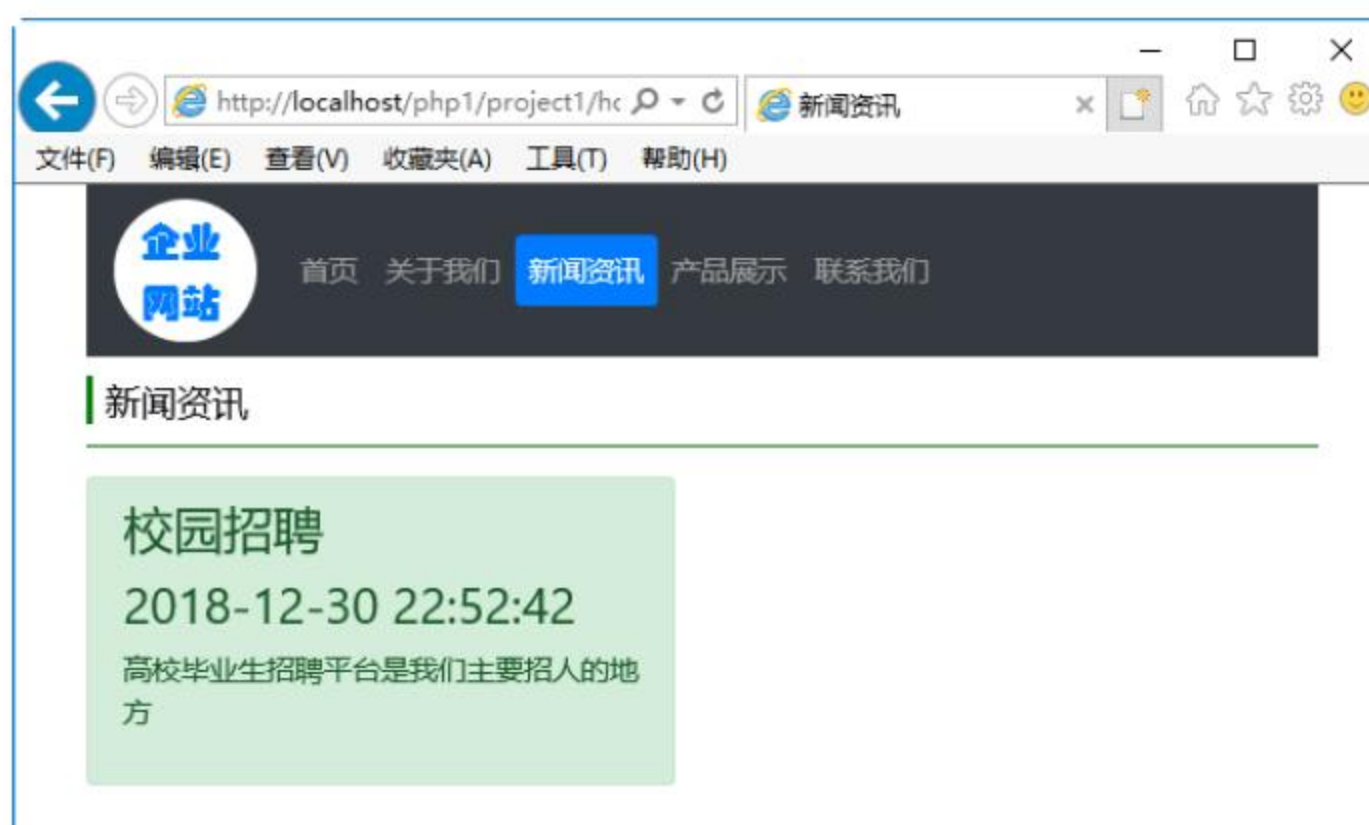 http://localhost/php1/project1/hc
新闻资讯
文件(F) 编辑(E) 查看(V) 收藏夹(A) 工具(T) 帮助(H)
企业
网站
首页 关于我们 新闻资讯 产品展示 联系我们
新闻资讯
校园招聘
2018-12-30 22:52:42
高校毕业生招聘平台是我们主要招人的地
方